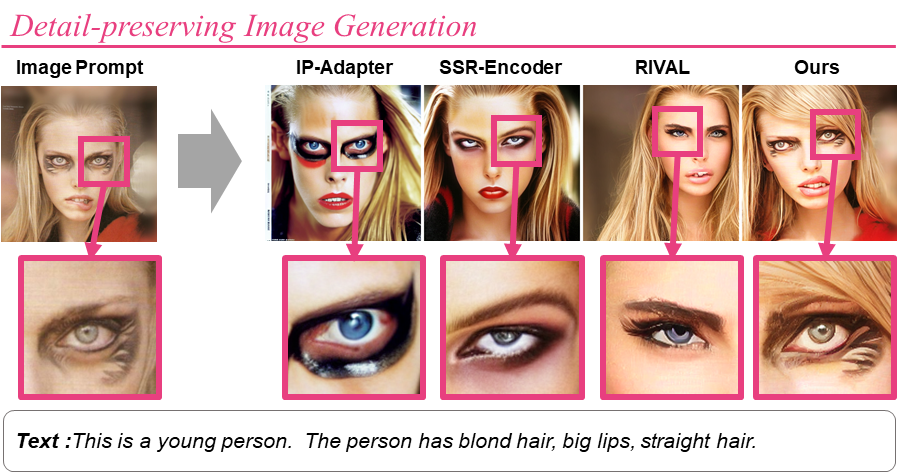 Detail-preserving Image Generation
Image Prompt
IP-Adapter
SSR-Encoder
RIVAL
Ours
Text :This is a young person. The person has blond hair, big lips, straight hair.